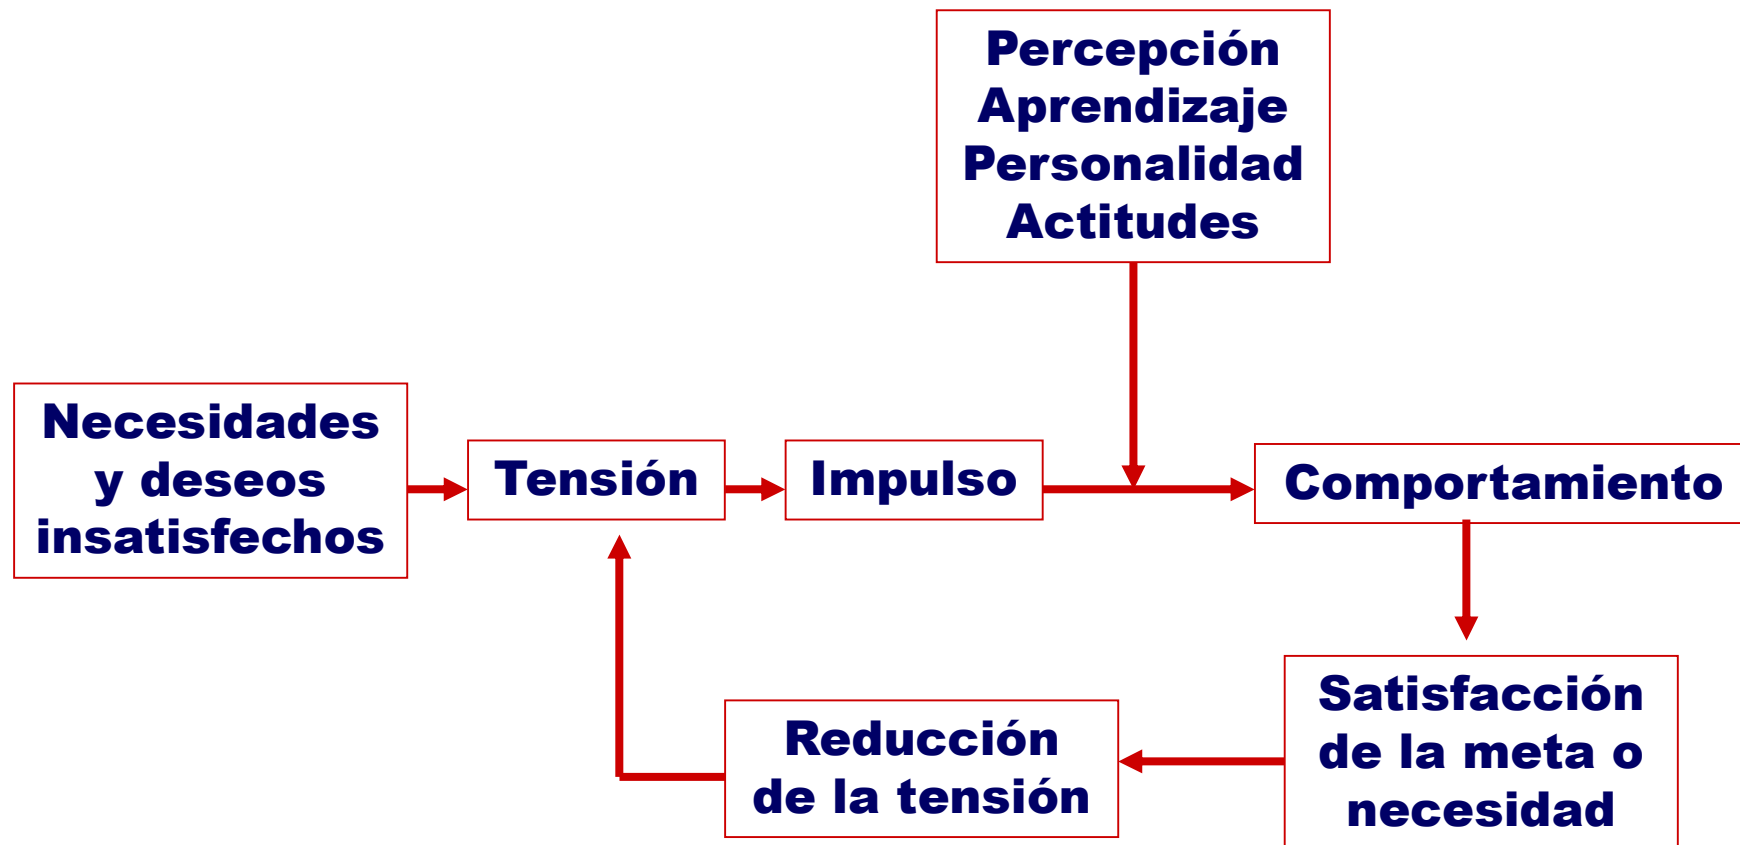 Percepción
Aprendizaje
Personalidad
Actitudes
Necesidades
y deseos
insatisfechos
Tensión
Impulso
Comportamiento
Satisfacción
de la meta o
necesidad
Reducción
de la tensión